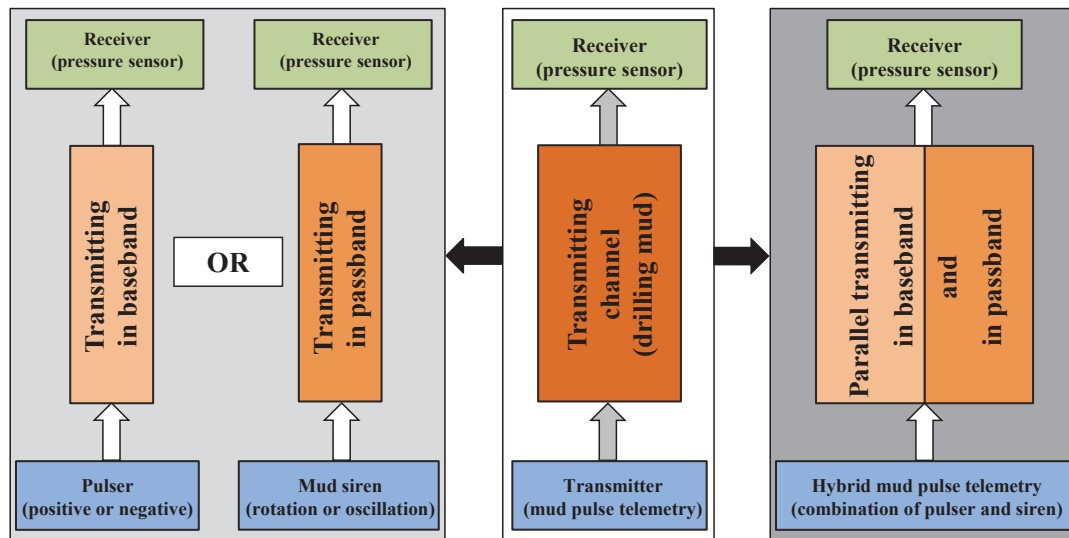 Receiver
(pressure sensor)
Transmitting
in baseband
Pulser
(positive or negative)
OR
Receiver
(pressure sensor)
Transmitting
in passband
Mud siren
(rotation or oscillation)
Receiver
(pressure sensor)
Transmitting
channel
(drilling mud)
Transmitter
(mud pulse telemetry)
Receiver
(pressure sensor)
Parallel transmitting
in baseband
and
in passband
Hybrid mud pulse telemetry
(combination of pulser and siren)